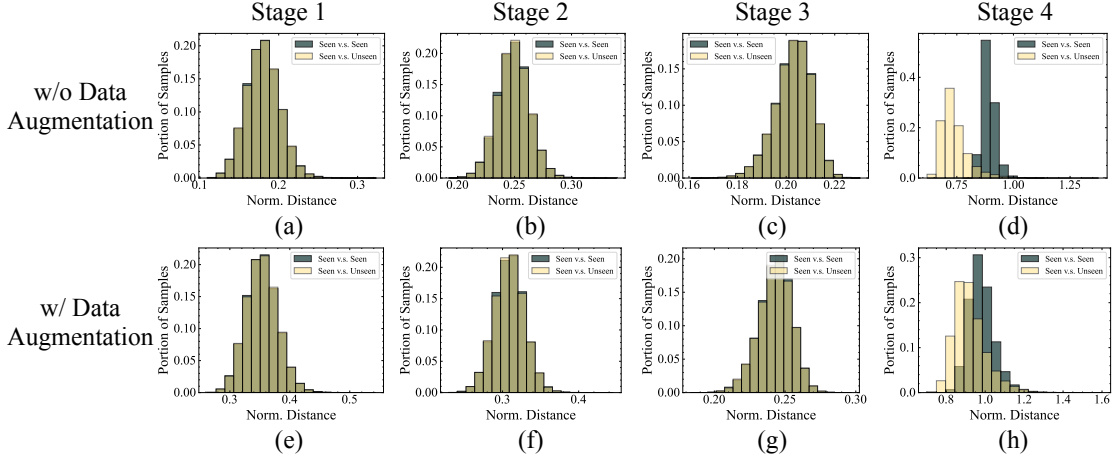 Stage 1 Stage 2 Stage 3 Stage 4
w/o Data
Augmentation
Portion of Samples
0.20
0.15
0.10
0.05
0.00
Seen v.s. Seen
Seen v.s. Unseen
0.1 0.2 0.3
Norm. Distance
(a)
Portion of Samples
0.20
0.15
0.10
0.05
0.00
Seen v.s. Seen
Seen v.s. Unseen
0.20 0.25 0.30
Norm. Distance
(b)
Portion of Samples
0.15
0.10
0.05
0.00
Seen v.s. Seen
Seen v.s. Unseen
0.16 0.18 0.20 0.22
Norm. Distance
(c)
Portion of Samples
0.4
0.2
0.0
Seen v.s. Seen
Seen v.s. Unseen
0.75 1.00 1.25
Norm. Distance
(d)
w/ Data
Augmentation
Portion of Samples
0.20
0.15
0.10
0.05
0.00
Seen v.s. Seen
Seen v.s. Unseen
0.3 0.4 0.5
Norm. Distance
(e)
Portion of Samples
0.20
0.15
0.10
0.05
0.00
Seen v.s. Seen
Seen v.s. Unseen
0.3 0.4
Norm. Distance
(f)
Portion of Samples
0.15
0.10
0.05
0.00
Seen v.s. Seen
Seen v.s. Unseen
0.20 0.25 0.30
Norm. Distance
(g)
Portion of Samples
0.3
0.2
0.1
0.0
Seen v.s. Seen
Seen v.s. Unseen
0.8 1.0 1.2 1.4 1.6
Norm. Distance
(h)